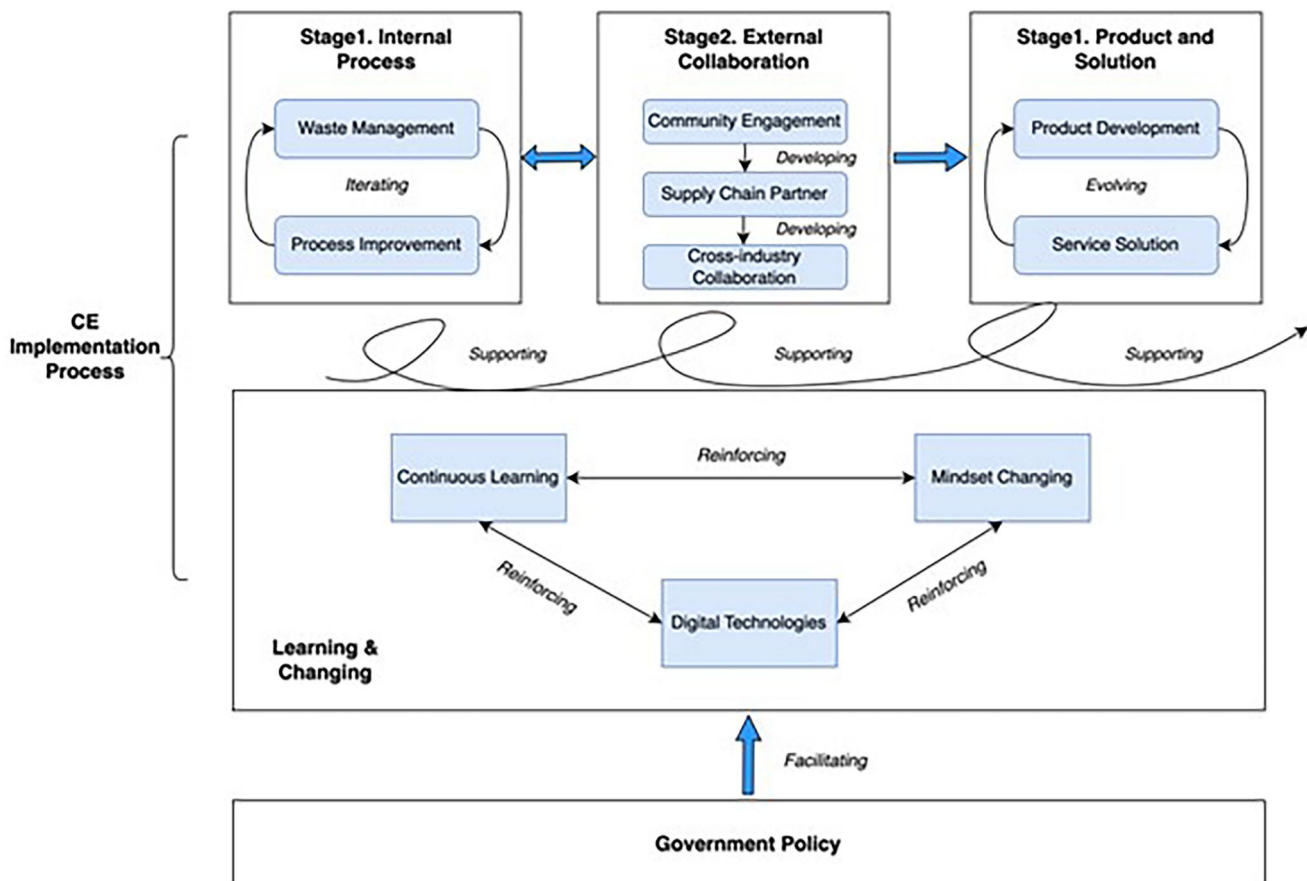 Stage1. Internal
Process
Waste Management
Iterating
Process Improvement
Stage2. External
Collaboration
Community Engagement
Developing
Supply Chain Partner
Developing
Cross-industry
Collaboration
Stage1. Product and
Solution
Product Development
Evolving
Service Solution
CE
Implementation
Process
Supporting
Supporting
Supporting
Continuous Learning
Reinforcing
Mindset Changing
Reinforcing
Reinforcing
Digital Technologies
Learning &
Changing
Facilitating
Government Policy